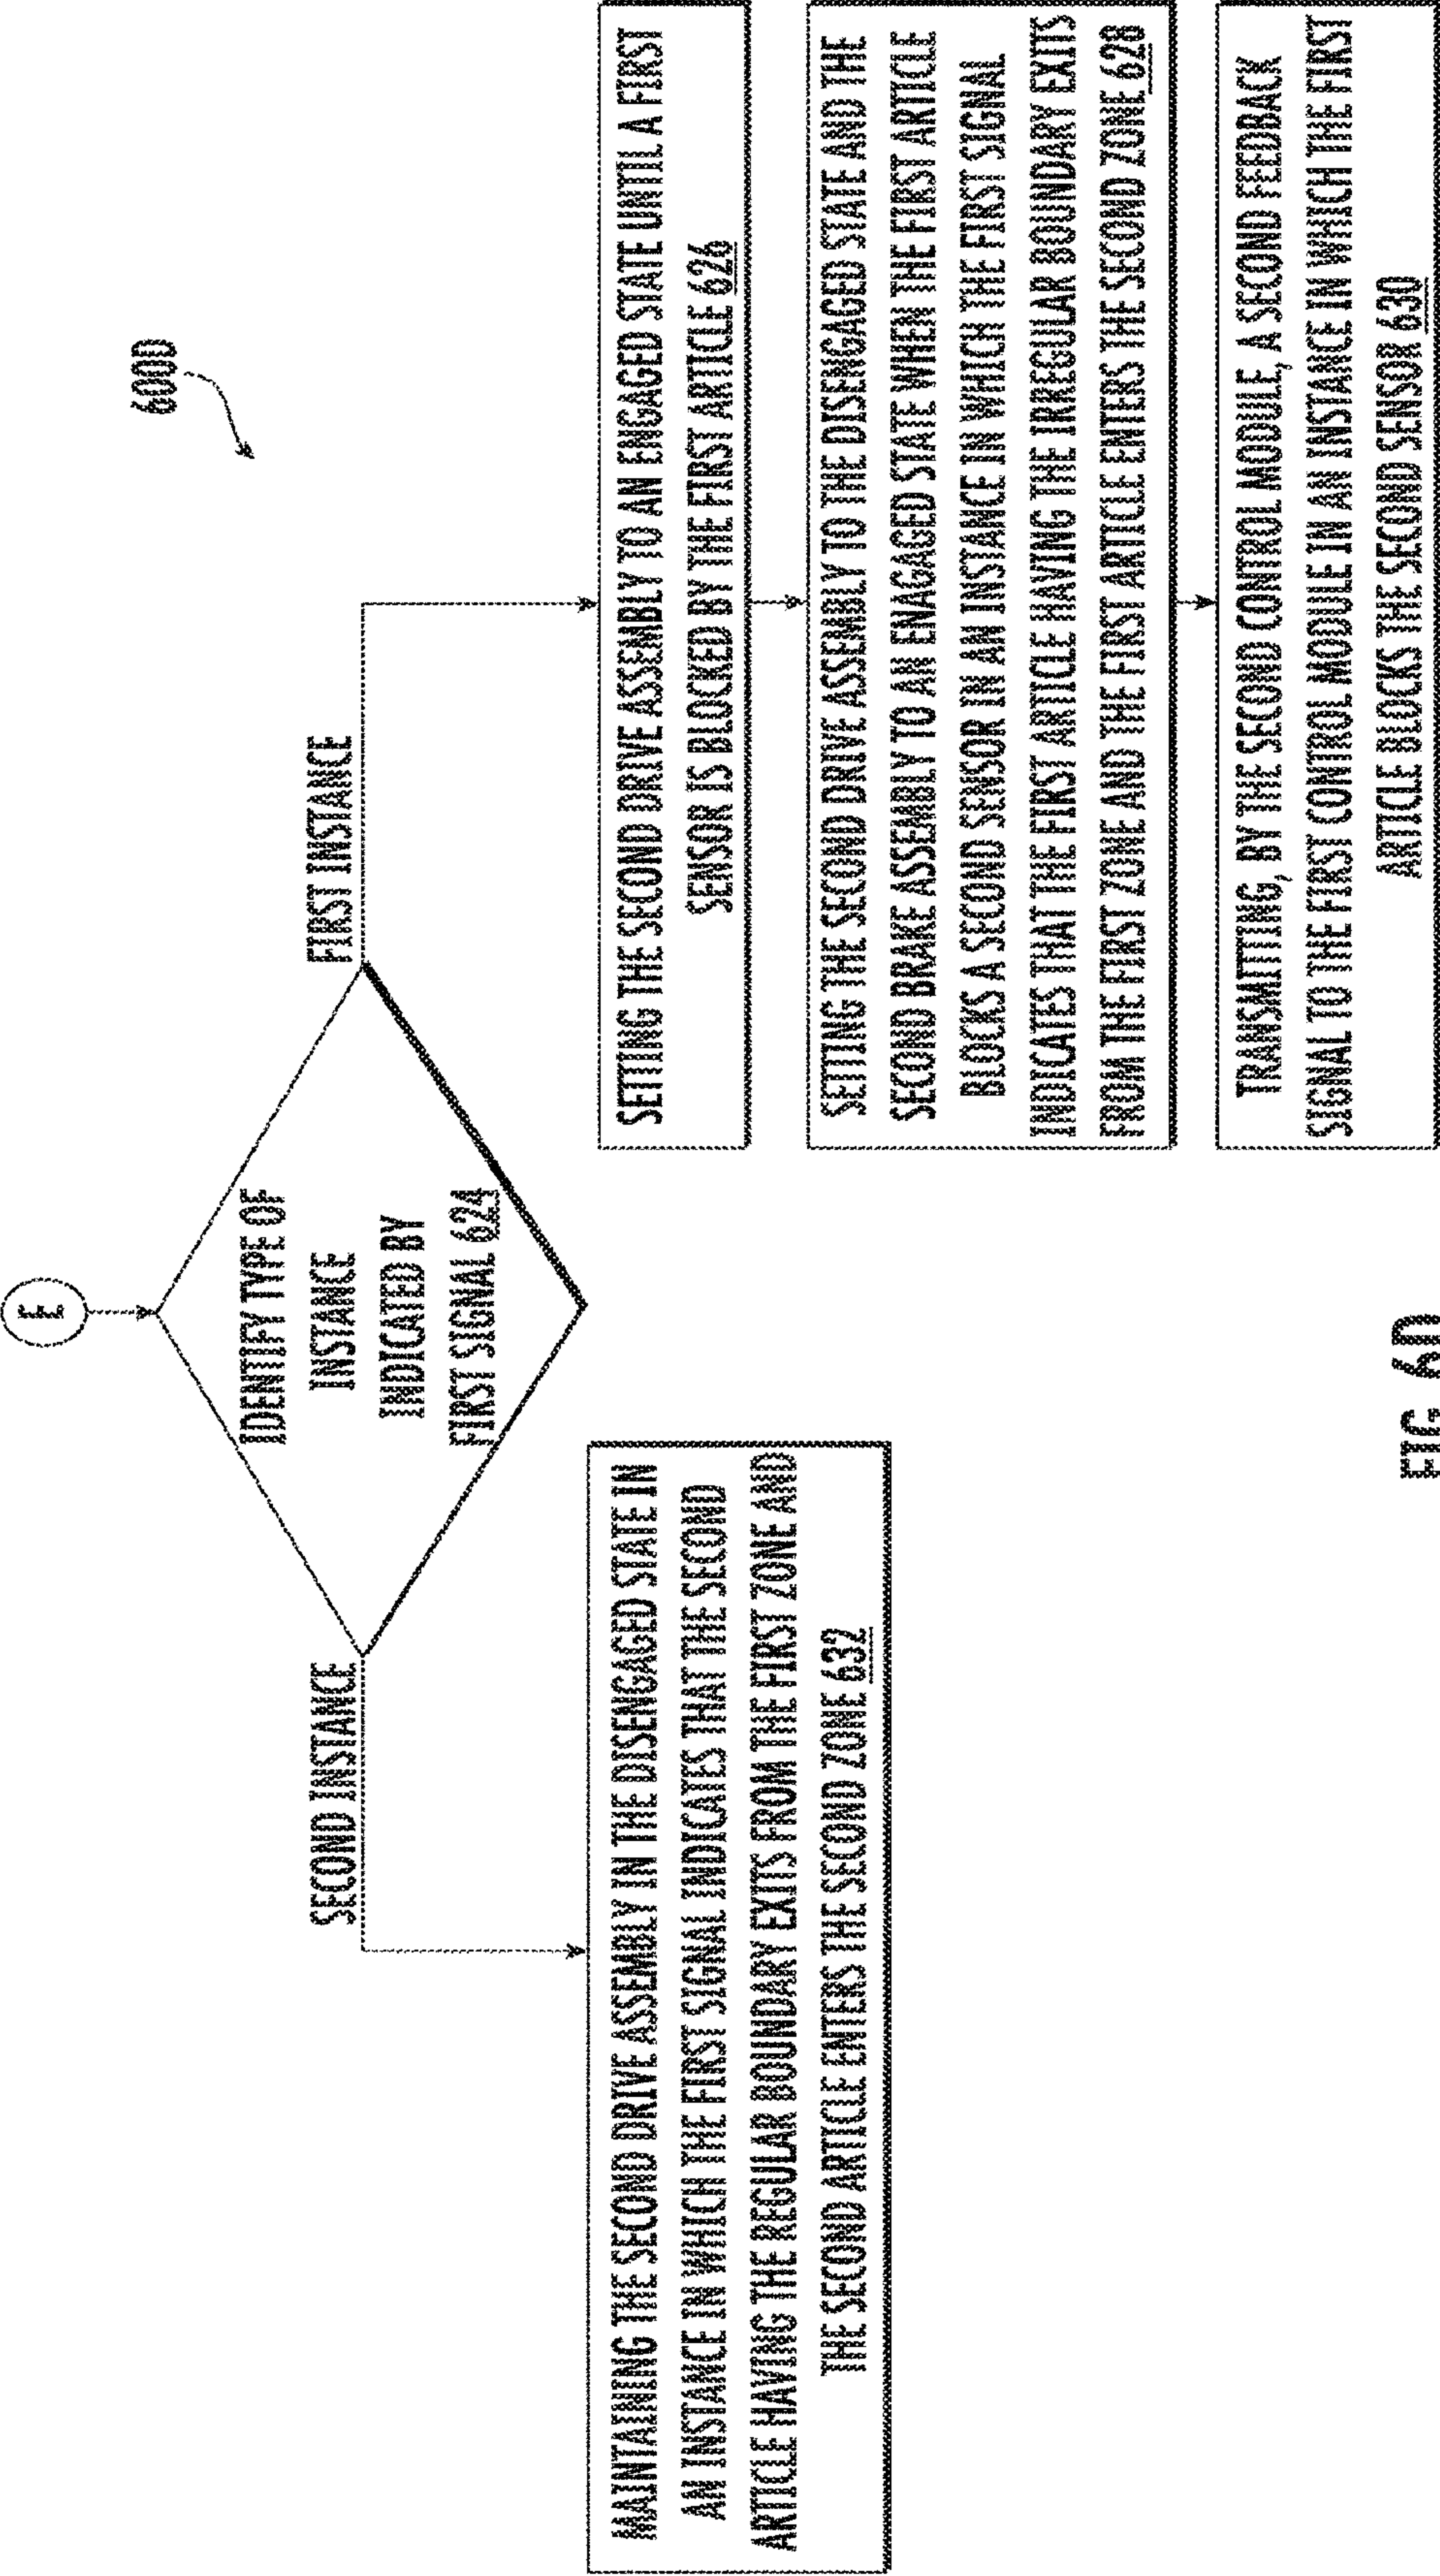 600D
E
IDENTIFY TYPE OF
INSTANCE
INDICATED BY
FIRST SIGNAL 624
SECOND INSTANCE
FIRST INSTANCE
MAINTAINING THE SECOND DRIVE ASSEMBLY IN THE DISENGAGED STATE IN
AN INSTANCE IN WHICH THE FIRST SIGNAL INDICATES THAT THE SECOND
ARTICLE HAVING THE REGULAR BOUNDARY EXITS FROM THE FIRST ZONE AND
THE SECOND ARTICLE ENTERS THE SECOND ZONE 632
SETTING THE SECOND DRIVE ASSEMBLY TO AN ENGAGED STATE UNTIL A FIRST
SENSOR IS BLOCKED BY THE FIRST ARTICLE 626
SETTING THE SECOND DRIVE ASSEMBLY TO THE DISENGAGED STATE AND THE
SECOND BRAKE ASSEMBLY TO AN ENAGAGED STATE WHEN THE FIRST ARTICLE
BLOCKS A SECOND SENSOR IN AN INSTANCE IN WHICH THE FIRST SIGNAL
INDICATES THAT THE FIRST ARTICLE HAVING THE IRREGULAR BOUNDARY EXITS
FROM THE FIRST ZONE AND THE FIRST ARTICLE ENTERS THE SECOND ZONE 628
TRANSMITTING, BY THE SECOND CONTROL MODULE, A SECOND FEEDBACK
SIGNAL TO THE FIRST CONTROL MODULE IN AN INSTANCE IN WHICH THE FIRST
ARTICLE BLOCKS THE SECOND SENSOR 630
FIG. 6D